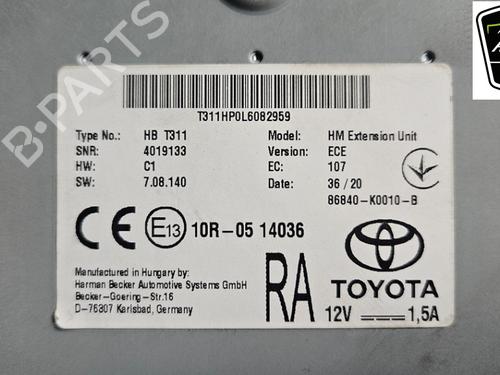 B-PARTS
T311HP0L6082959
Type No.: HB T311 Model: HM Extension Unit
SNR: 4019133 Version: ECE
HW: C1 EC: 107
SW: 7.08.140 Date: 36 / 20
86840-K0010-B
CE E13 10R-05 14036
Manufactured in Hungary by:
Harman Becker Automotive Systems GmbH
Becker-Goering-Str.16
D-76307 Karlsbad, Germany
RA
TOYOTA
12V 1,5A